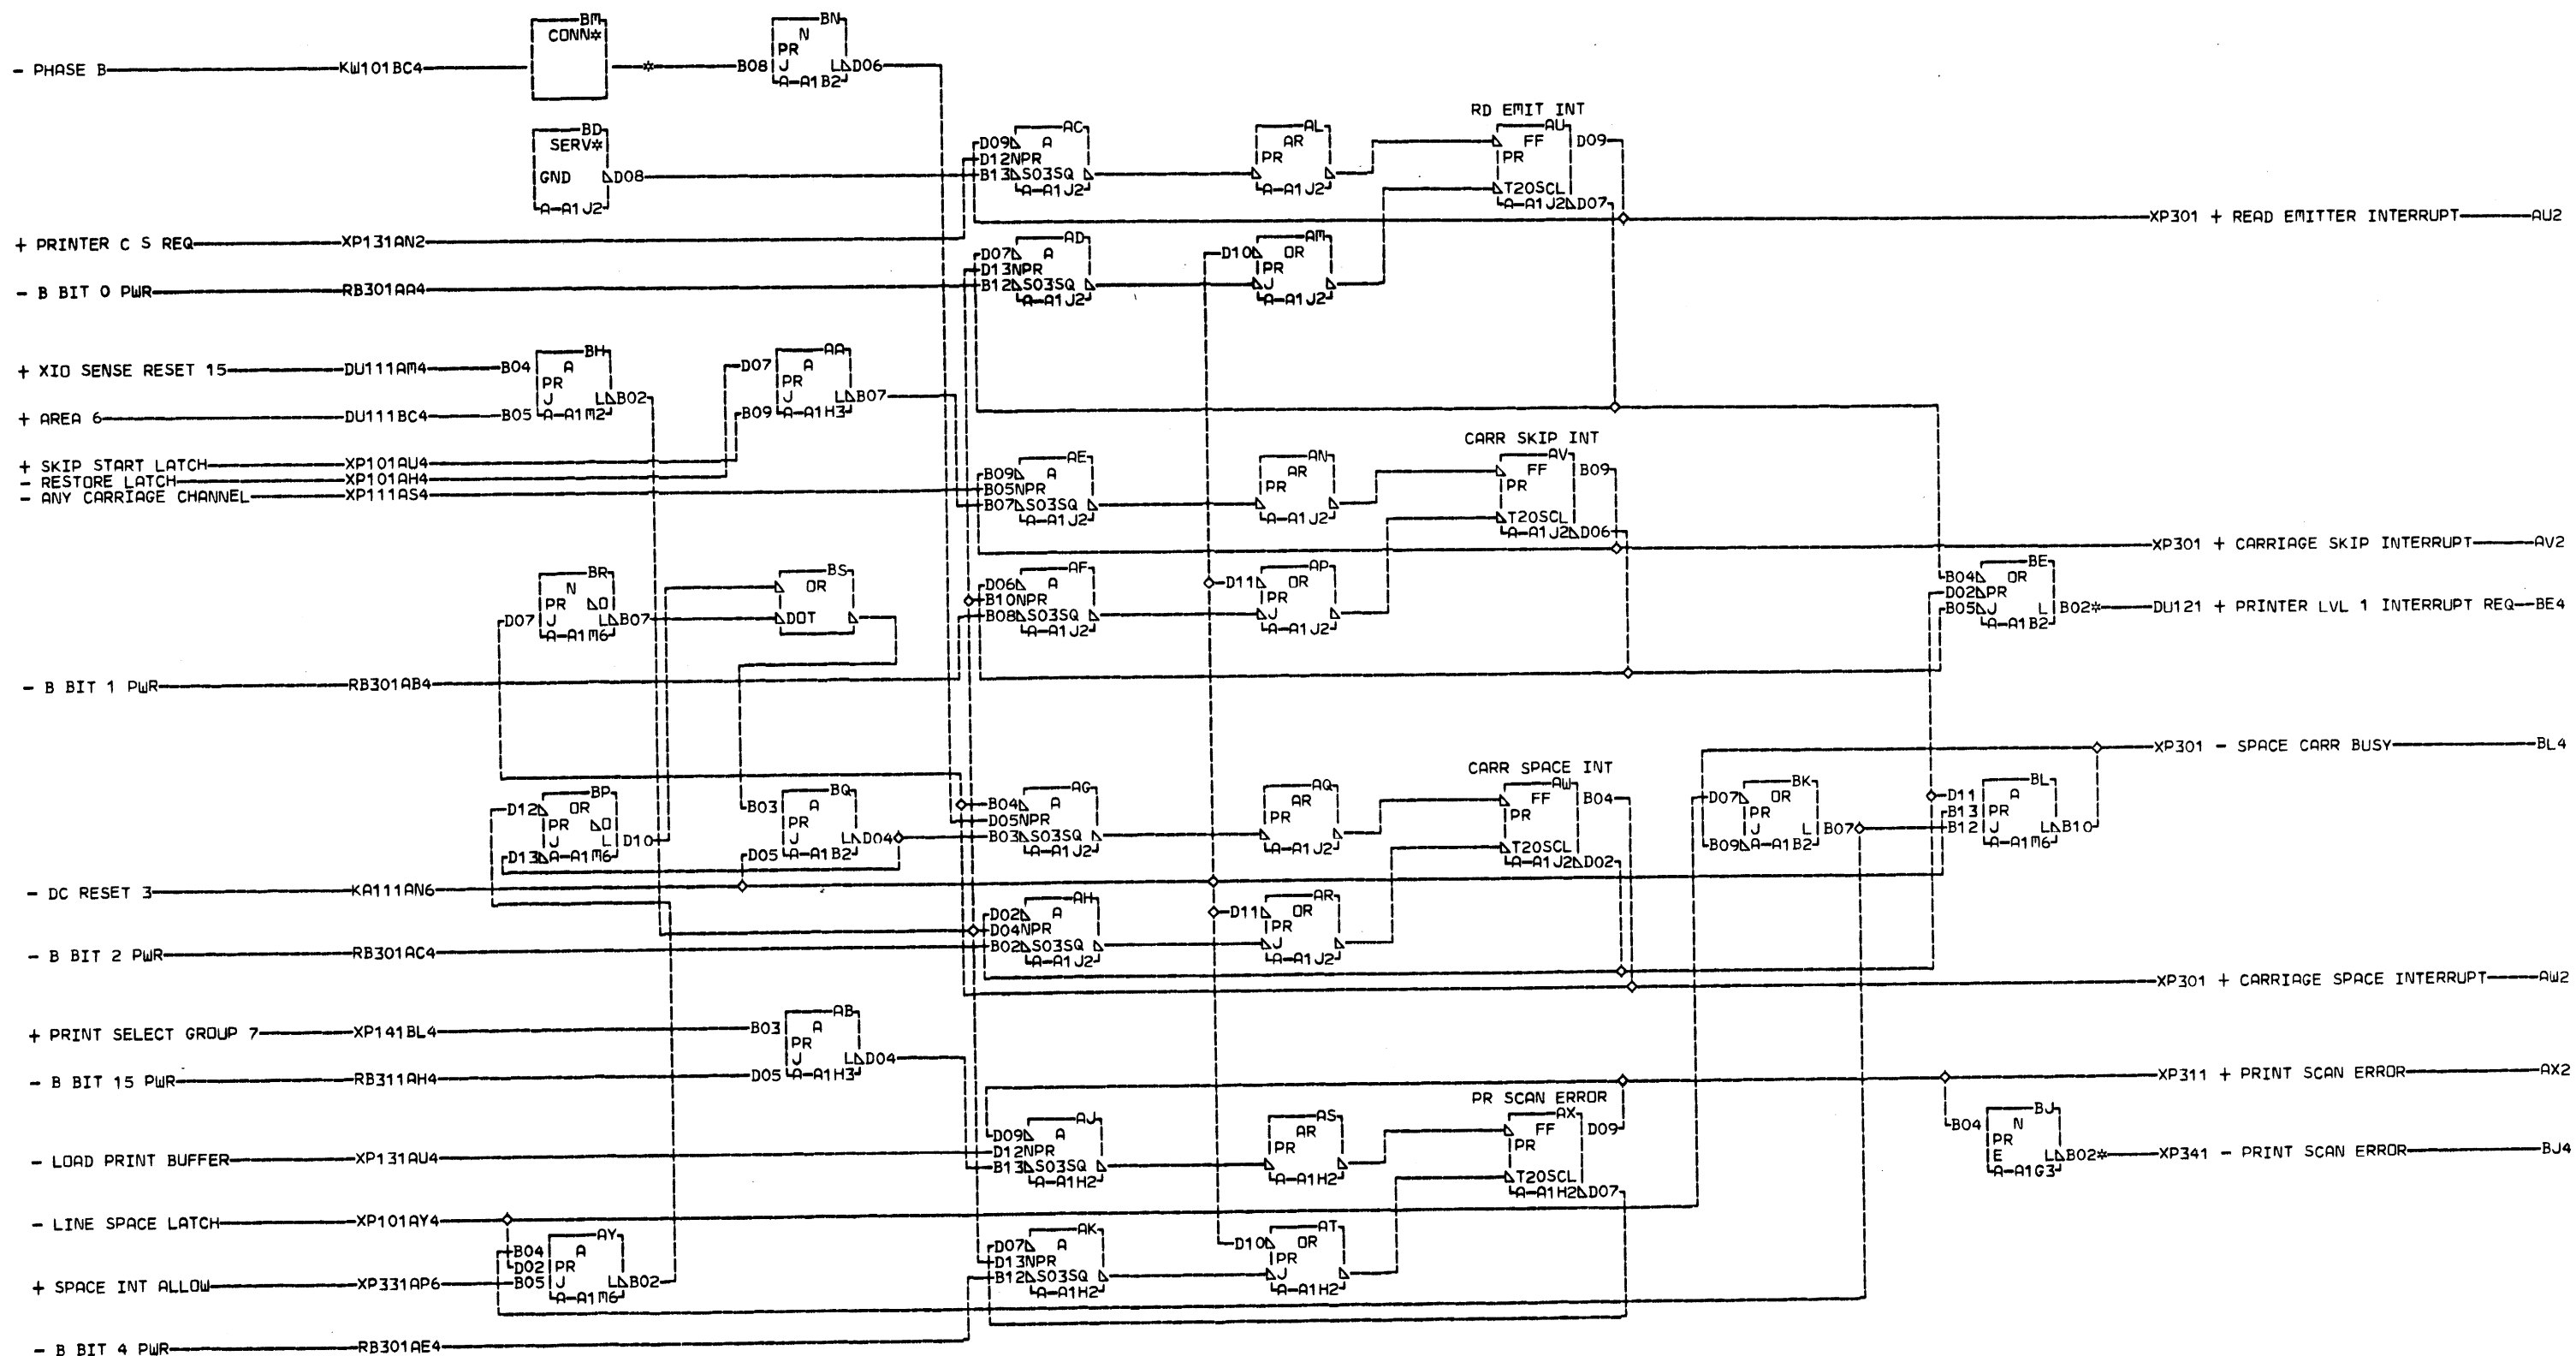 BM
CONN*
BN
N
PR
- PHASE B KW101BC4 * B08 J L D06
A-A1B2
RD EMIT INT
BD
SERV*
GND D08
A-A1J2
AC
D09 A
D12NPR
B13 S03SQ
A-A1J2
AL
AR
PR
A-A1J2
AU
FF D09
PR
T20SCL
A-A1J2 D07
XP301 + READ EMITTER INTERRUPT AU2
+ PRINTER C S REQ XP131AN2
AD
D07 A
D13NPR
B12 S03SQ
A-A1J2
AM
D10 OR
PR
J
A-A1J2
- B BIT 0 PWR RB301AA4
+ XIO SENSE RESET 15 DU111AM4 B04
BH
A
PR
J L B02
A-A1M2
+ AREA 6 DU111BC4 B05
AA
D07 A
PR
J L B07
B09 A-A1H3
+ SKIP START LATCH XP101AU4
- RESTORE LATCH XP101AH4
- ANY CARRIAGE CHANNEL XP111AS4
AE
B09 A
B05NPR
B07 S03SQ
A-A1J2
AN
AR
PR
A-A1J2
CARR SKIP INT
AV
FF B09
PR
T20SCL
A-A1J2 D06
XP301 + CARRIAGE SKIP INTERRUPT AV2
BR
N
PR O
D07 J L B07
A-A1M6
BS
OR
DOT
AF
D06 A
B10NPR
B08 S03SQ
A-A1J2
AP
D11 OR
PR
J
A-A1J2
BE
B04 OR
D02 PR
B05 J L B02* DU121 + PRINTER LVL 1 INTERRUPT REQ BE4
A-A1B2
- B BIT 1 PWR RB301AB4
XP301 - SPACE CARR BUSY BL4
BP
D12 OR
PR O
J L D10
D13 A-A1M6
BQ
B03 A
PR
J L D04
D05 A-A1B2
AG
B04 A
D05NPR
B03 S03SQ
A-A1J2
AQ
AR
PR
A-A1J2
CARR SPACE INT
AW
FF B04
PR
T20SCL
A-A1J2 D02
BK
D07 OR
PR
J L B07
B09 A-A1B2
BL
D11 A
B13 PR
B12 J L B10
A-A1M6
- DC RESET 3 KA111AN6
AH
D02 A
D04NPR
B02 S03SQ
A-A1J2
AR
D11 OR
PR
J
A-A1J2
- B BIT 2 PWR RB301AC4
XP301 + CARRIAGE SPACE INTERRUPT AW2
+ PRINT SELECT GROUP 7 XP141BL4 B03
AB
A
PR
J L D04
- B BIT 15 PWR RB311AH4 D05 A-A1H3
XP311 + PRINT SCAN ERROR AX2
AJ
D09 A
D12NPR
B13 S03SQ
A-A1H2
AS
AR
PR
A-A1H2
PR SCAN ERROR
AX
FF D09
PR
T20SCL
A-A1H2 D07
BJ
B04 N
PR
E L B02* XP341 - PRINT SCAN ERROR BJ4
A-A1G3
- LOAD PRINT BUFFER XP131AU4
- LINE SPACE LATCH XP101AY4
AY
B04 A
D02 PR
B05 J L B02
A-A1M6
+ SPACE INT ALLOW XP331AP6
AK
D07 A
D13NPR
B12 S03SQ
A-A1H2
AT
D10 OR
PR
J
A-A1H2
- B BIT 4 PWR RB301AE4